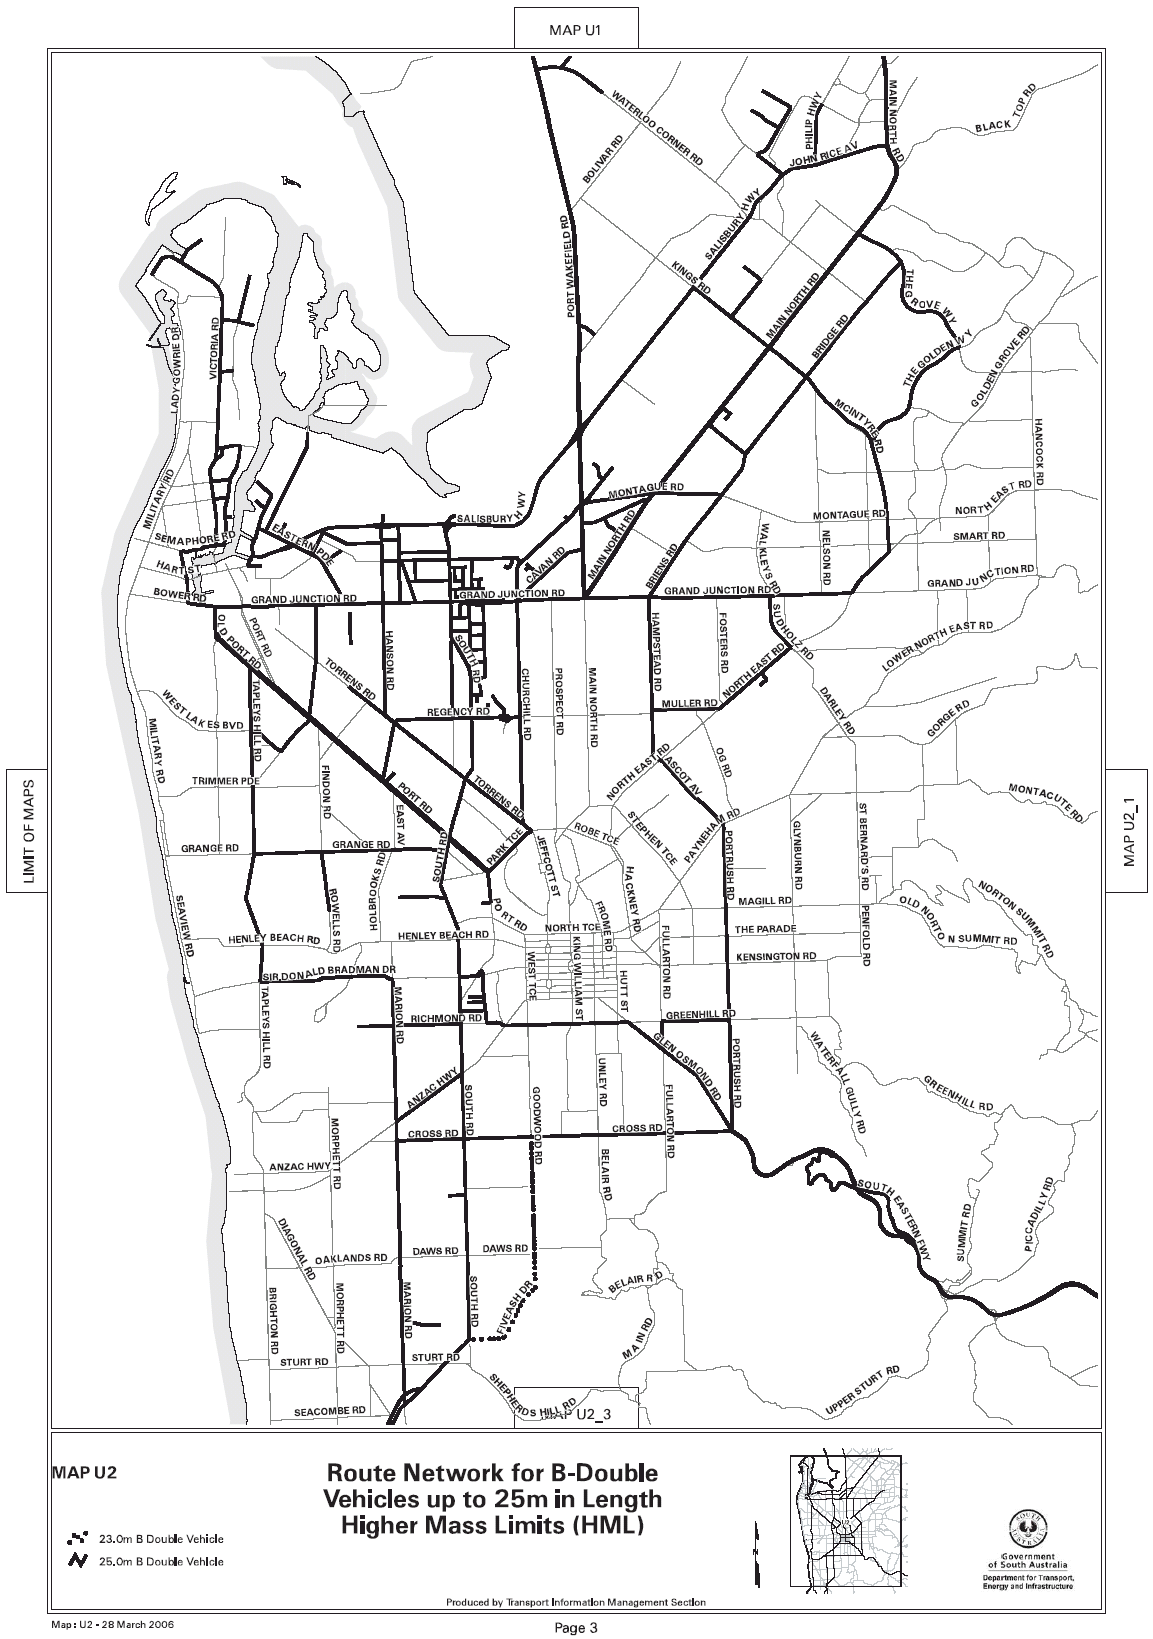 MAP U1
WATERLOO CORNER RD
BOLIVAR RD
PHILIP HWY
MAIN NORTH RD
BLACK TOP RD
JOHN RICE AV
SALISBURY HWY
PORT WAKEFIELD RD
KINGS RD
MAIN NORTH RD
BRIDGE RD
THE GROVE WY
THE GOLDEN WY
GOLDEN GROVE RD
LADY GOWRIE DR
VICTORIA RD
MCINTYRE RD
HANCOCK RD
MILITARY RD
MONTAGUE RD
NORTH EAST RD
SALISBURY HWY
MONTAGUE RD
SEMAPHORE RD
EASTERN PDE
MAIN NORTH RD
WALKLEYS RD
NELSON RD
SMART RD
HART ST
CAVAN RD
BRIENS RD
GRAND JUNCTION RD
BOWER RD
GRAND JUNCTION RD
GRAND JUNCTION RD
GRAND JUNCTION RD
OLD PORT RD
PORT RD
TORRENS RD
HANSON RD
SOUTH RD
HAMPSTEAD RD
FOSTERS RD
SUDHOLZ RD
LOWER NORTH EAST RD
NORTH EAST RD
CHURCHILL RD
PROSPECT RD
MAIN NORTH RD
WEST LAKES BVD
TAPLEYS HILL RD
REGENCY RD
MULLER RD
DARLEY RD
GORGE RD
MILITARY RD
NORTH EAST RD
ASCOT AV
OG RD
TRIMMER PDE
FINDON RD
PORT RD
TORRENS RD
MONTACUTE RD
LIMIT OF MAPS
MAP U2_1
EAST AV
PARK TCE
ROBE TCE
STEPHEN TCE
PAYNEHAM RD
GLYNBURN RD
ST BERNARD'S RD
GRANGE RD
GRANGE RD
SOUTH RD
JEFFCOTT ST
HACKNEY RD
PORTRUSH RD
HOLBROOKS RD
ROWELLS RD
MAGILL RD
OLD NORTON SUMMIT RD
NORTON SUMMIT RD
SEAVIEW RD
PORT RD
FROME RD
NORTH TCE
THE PARADE
PENFOLD RD
HENLEY BEACH RD
HENLEY BEACH RD
KING WILLIAM ST
FULLARTON RD
KENSINGTON RD
SIR DONALD BRADMAN DR
WEST TCE
HUTT ST
TAPLEYS HILL RD
MARION RD
RICHMOND RD
GREENHILL RD
GLEN OSMOND RD
PORTRUSH RD
WATERFALL GULLY RD
ANZAC HWY
SOUTH RD
GOODWOOD RD
UNLEY RD
FULLARTON RD
GREENHILL RD
MORPHETT RD
CROSS RD
CROSS RD
ANZAC HWY
BELAIR RD
SOUTH EASTERN FWY
SUMMIT RD
PICCADILLY RD
DIAGONAL RD
OAKLANDS RD
DAWS RD
DAWS RD
BELAIR RD
BRIGHTON RD
MORPHETT RD
MARION RD
SOUTH RD
FIVEASH DR
MAIN RD
STURT RD
STURT RD
SHEPHERDS HILL RD
UPPER STURT RD
SEACOMBE RD
MAP U2_3
MAP U2
Route Network for B-Double
Vehicles up to 25m in Length
Higher Mass Limits (HML)
23.0m B Double Vehicle
25.0m B Double Vehicle
N
SOUTH AUSTRALIA
Government
of South Australia
Department for Transport,
Energy and Infrastructure
Produced by Transport Information Management Section
Map: U2 - 28 March 2006
Page 3